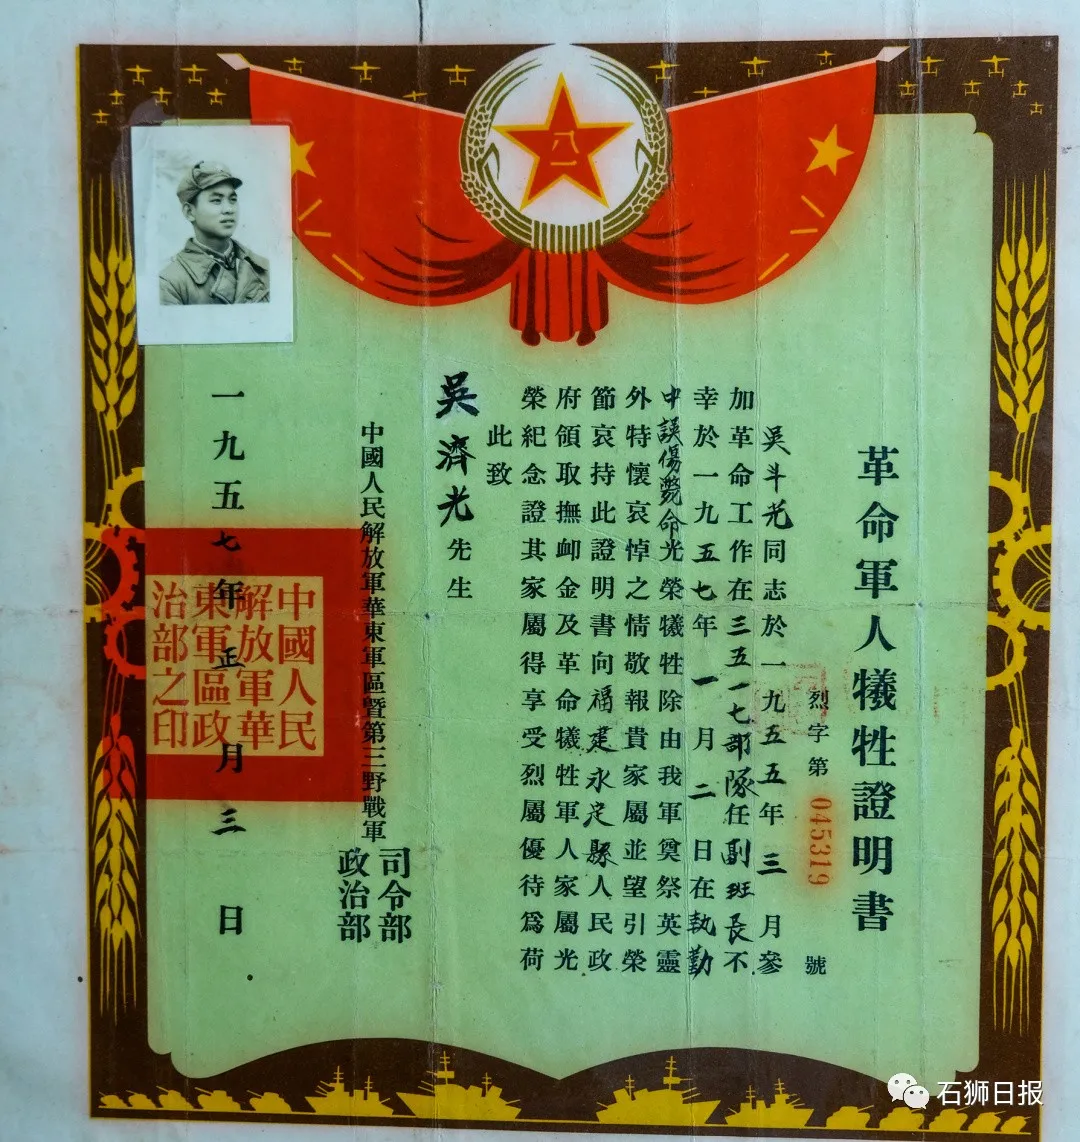 八一
革命軍人犧牲證明書
烈字第 045319 號
吳斗光同志於一九五五年三月參
加革命工作在三五一七部隊任副班長不
幸於一九五七年一月二日在執勤
中誤傷斃命光榮犧牲除由我軍奠祭英靈
外特懷哀悼之情敬報貴家屬並望引榮
節哀持此證明書向福建永定縣人民政
府領取撫卹金及革命犧牲軍人家屬光
榮紀念證其家屬得享受烈屬優待為荷
此致
吳濟光先生
中國人民解放軍華東軍區暨第三野戰軍
司令部
政治部
一九五七年正月三日
中國人民
解放軍華
東軍區政
治部之印
石狮日报